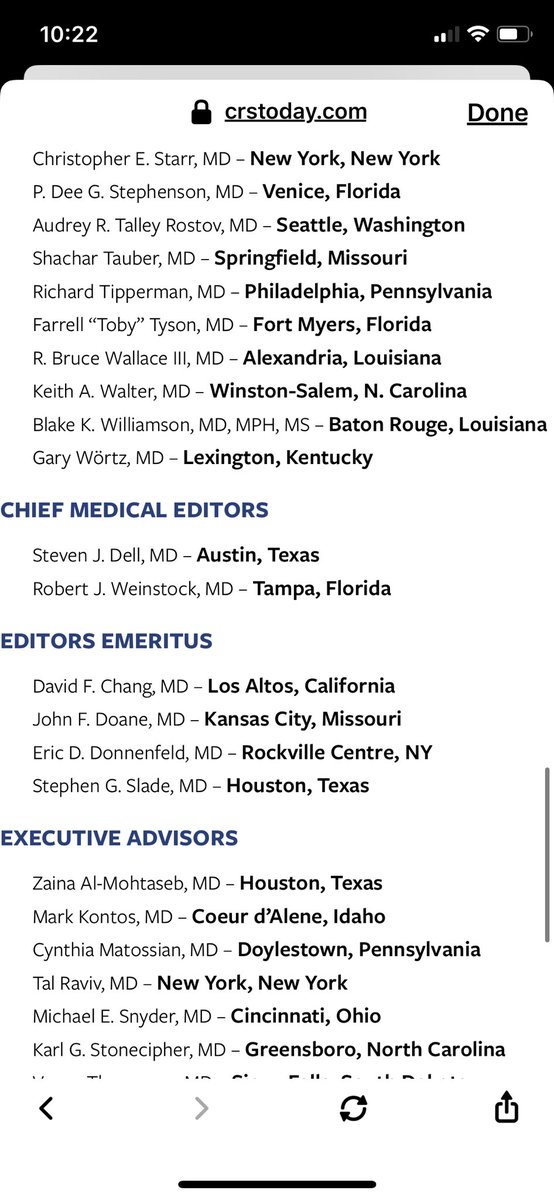 10:22
crstoday.com
Done
Christopher E. Starr, MD – New York, New York
P. Dee G. Stephenson, MD – Venice, Florida
Audrey R. Talley Rostov, MD – Seattle, Washington
Shachar Tauber, MD – Springfield, Missouri
Richard Tipperman, MD – Philadelphia, Pennsylvania
Farrell “Toby” Tyson, MD – Fort Myers, Florida
R. Bruce Wallace III, MD – Alexandria, Louisiana
Keith A. Walter, MD – Winston-Salem, N. Carolina
Blake K. Williamson, MD, MPH, MS – Baton Rouge, Louisiana
Gary Wörtz, MD – Lexington, Kentucky
CHIEF MEDICAL EDITORS
Steven J. Dell, MD – Austin, Texas
Robert J. Weinstock, MD – Tampa, Florida
EDITORS EMERITUS
David F. Chang, MD – Los Altos, California
John F. Doane, MD – Kansas City, Missouri
Eric D. Donnenfeld, MD – Rockville Centre, NY
Stephen G. Slade, MD – Houston, Texas
EXECUTIVE ADVISORS
Zaina Al-Mohtaseb, MD – Houston, Texas
Mark Kontos, MD – Coeur d’Alene, Idaho
Cynthia Matossian, MD – Doylestown, Pennsylvania
Tal Raviv, MD – New York, New York
Michael E. Snyder, MD – Cincinnati, Ohio
Karl G. Stonecipher, MD – Greensboro, North Carolina